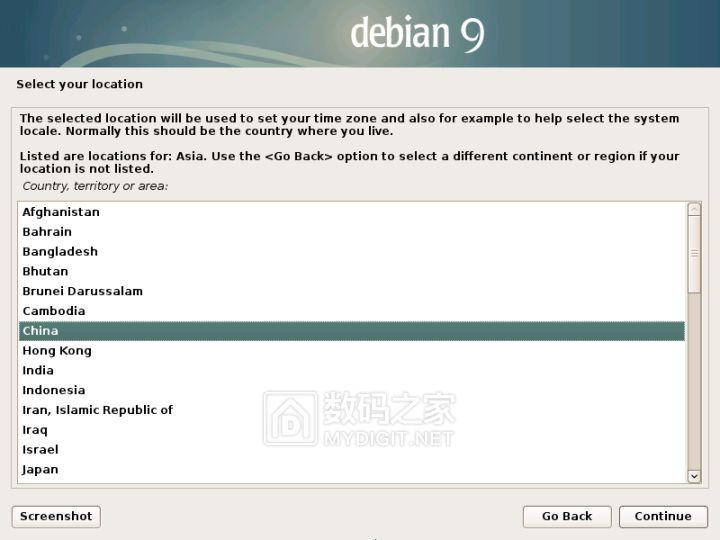 debian 9
Select your location
The selected location will be used to set your time zone and also for example to help select the system
locale. Normally this should be the country where you live.
Listed are locations for: Asia. Use the <Go Back> option to select a different continent or region if your
location is not listed.
Country, territory or area:
Afghanistan
Bahrain
Bangladesh
Bhutan
Brunei Darussalam
Cambodia
China
Hong Kong
India
Indonesia
Iran, Islamic Republic of
Iraq
Israel
Japan
数码之家
MYDIGIT.NET
Screenshot
Go Back
Continue